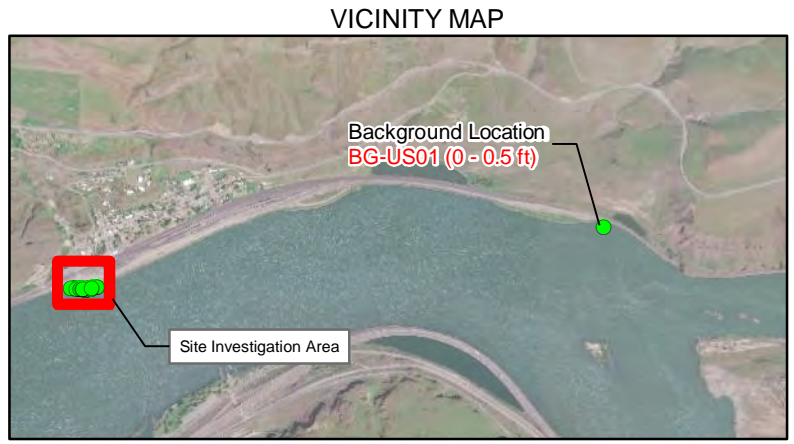 VICINITY MAP
Background Location
BG-US01 (0 - 0.5 ft)
Site Investigation Area